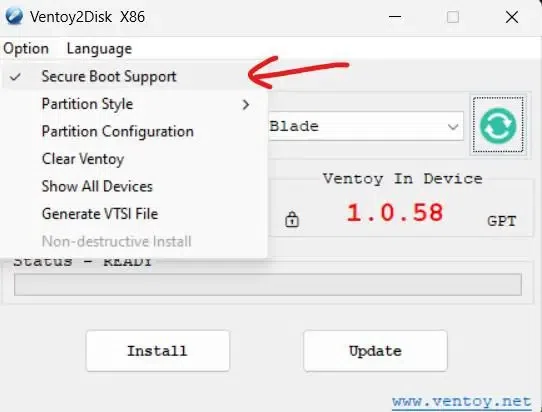 Ventoy2Disk X86
Option Language
Secure Boot Support
Partition Style
Partition Configuration
Clear Ventoy
Show All Devices
Generate VTSI File
Non-destructive Install
Blade
Ventoy In Device
1.0.58 GPT
Status - READY
Install Update
www.ventoy.net